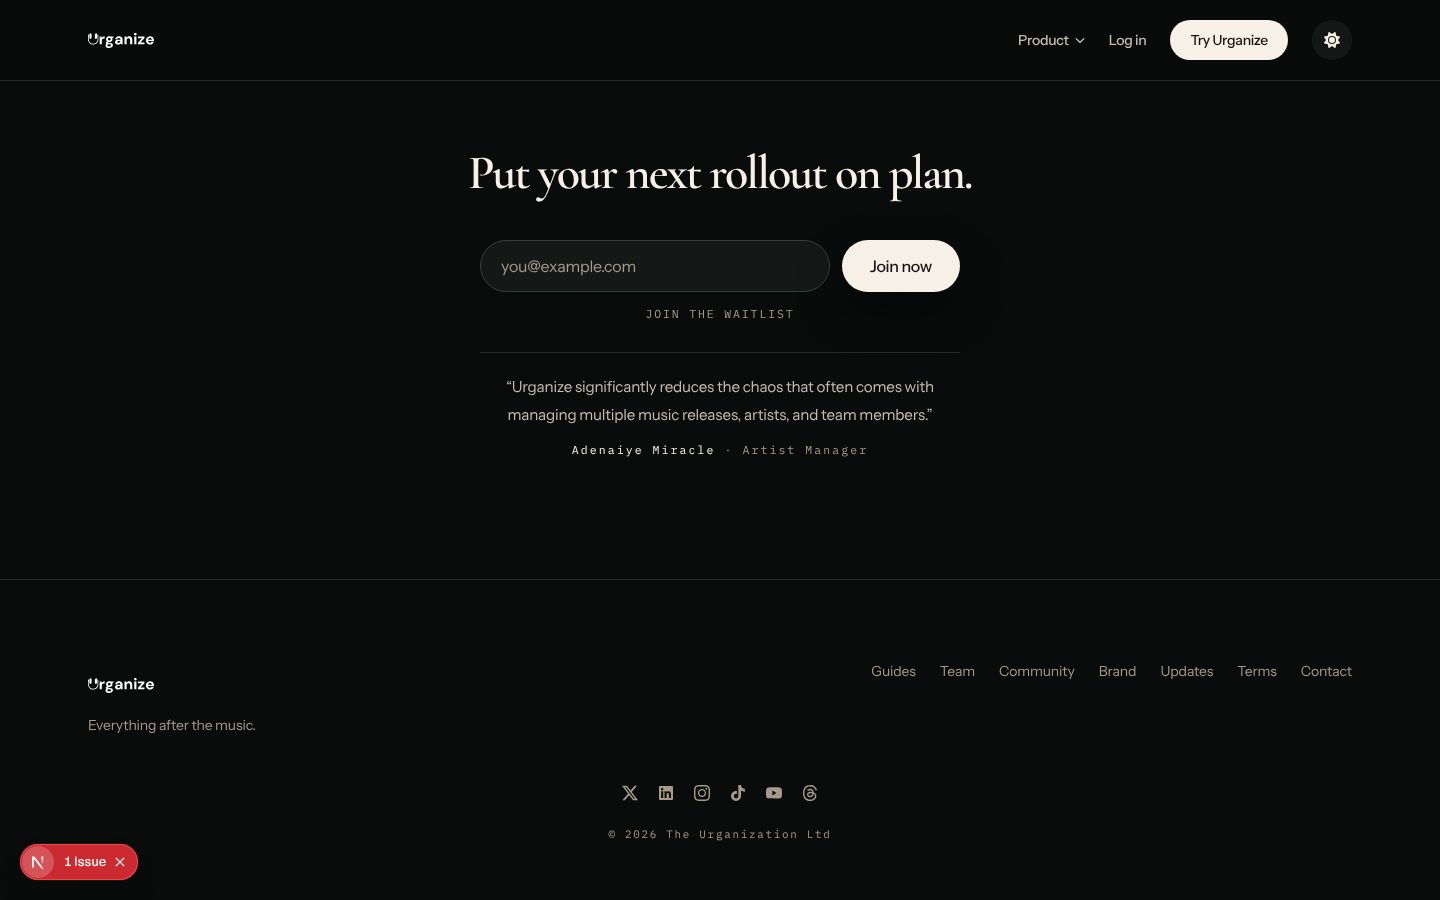 Urganize
Product
Log in
Try Urganize
Put your next rollout on plan.
you@example.com
Join now
JOIN THE WAITLIST
“Urganize significantly reduces the chaos that often comes with
managing multiple music releases, artists, and team members.”
Adenaiye Miracle · Artist Manager
Urganize
Guides
Team
Community
Brand
Updates
Terms
Contact
Everything after the music.
© 2026 The Urganization Ltd
N
1 Issue